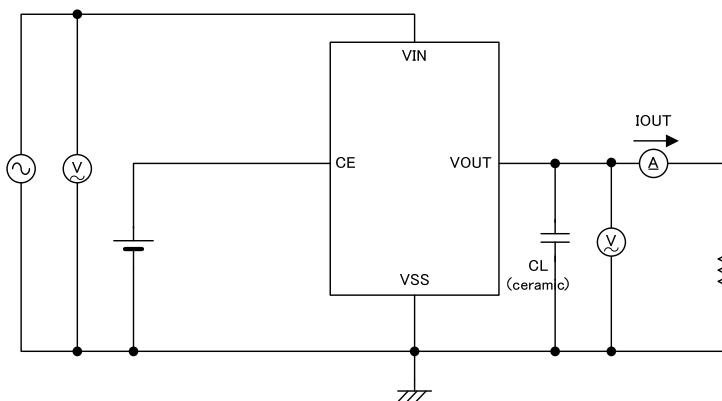 VIN
IOUT
V
CE
VOUT
A
V
CL
(ceramic)
VSS